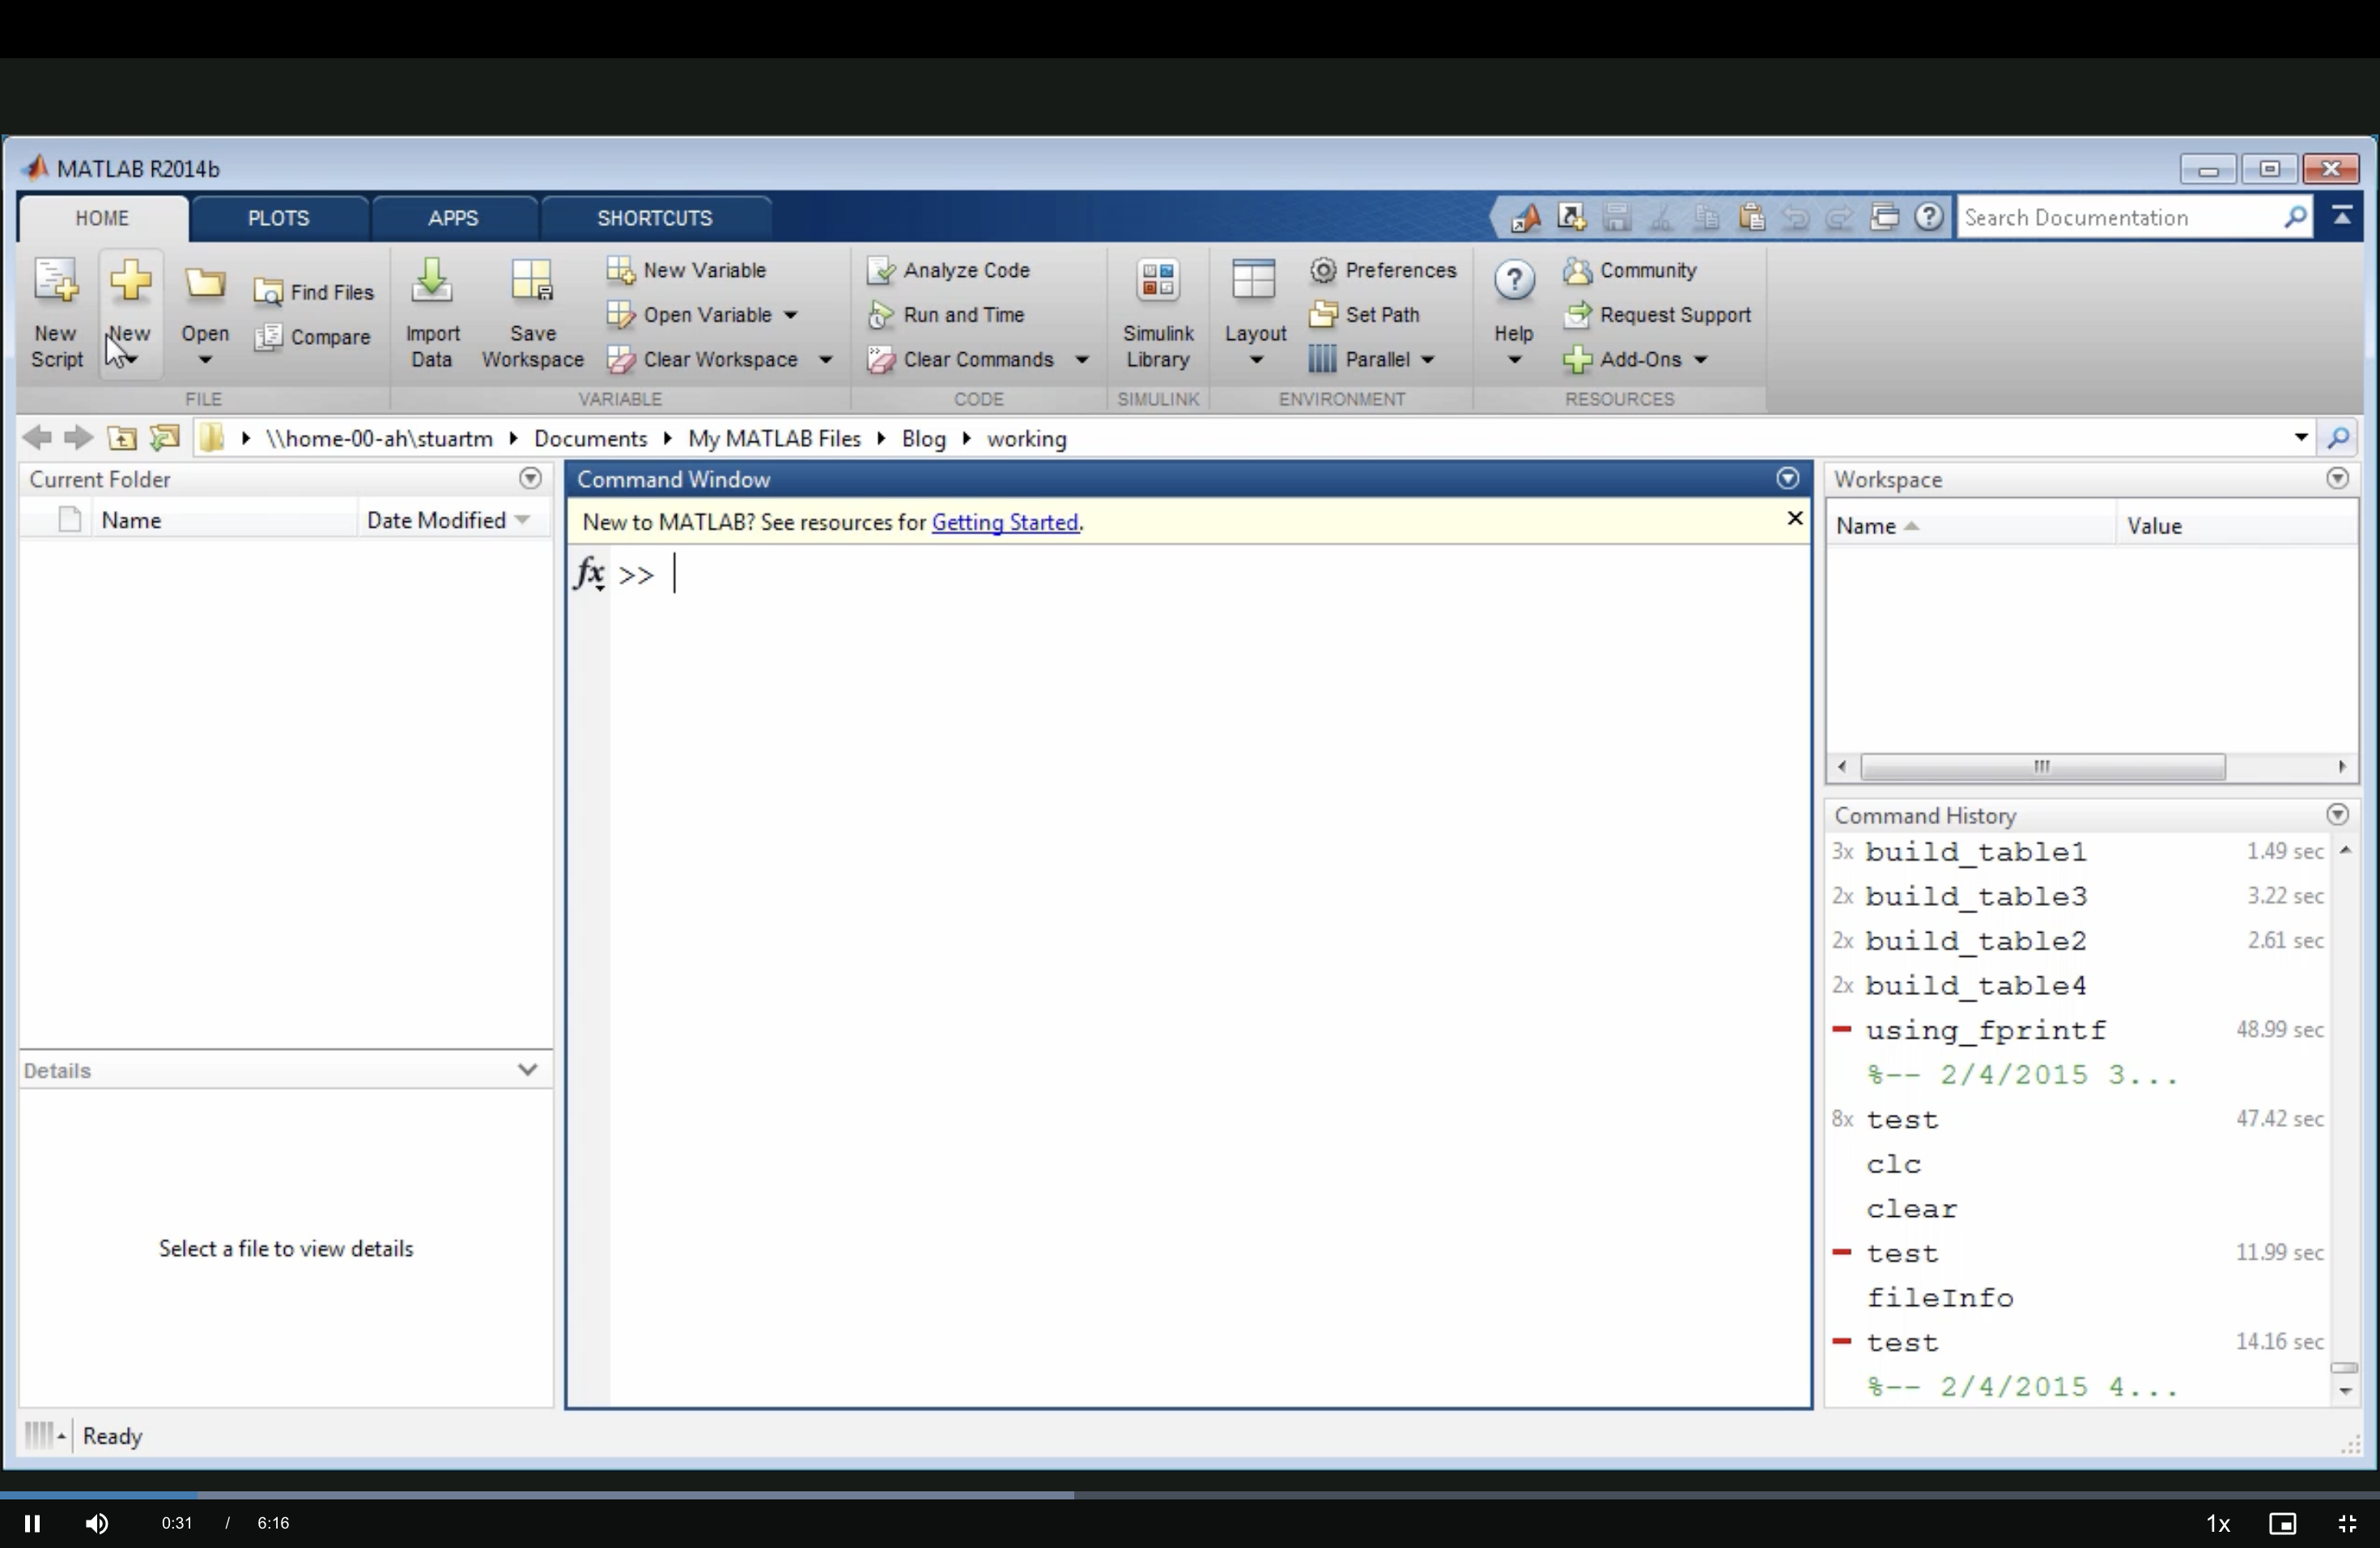 MATLAB R2014b
HOME PLOTS APPS SHORTCUTS Search Documentation
New Script
New
Open
Find Files
Compare
FILE
Import Data
Save Workspace
New Variable
Open Variable
Clear Workspace
VARIABLE
Analyze Code
Run and Time
Clear Commands
CODE
Simulink Library
SIMULINK
Layout
Preferences
Set Path
Parallel
ENVIRONMENT
Help
Community
Request Support
Add-Ons
RESOURCES
\\home-00-ah\stuartm Documents My MATLAB Files Blog working
Current Folder
Name Date Modified
Details
Select a file to view details
Command Window
New to MATLAB? See resources for Getting Started.
fx >>
Workspace
Name Value
Command History
3x build_table1 1.49 sec
2x build_table3 3.22 sec
2x build_table2 2.61 sec
2x build_table4
using_fprintf 48.99 sec
%-- 2/4/2015 3...
8x test 47.42 sec
clc
clear
test 11.99 sec
fileInfo
test 14.16 sec
%-- 2/4/2015 4...
Ready
0:31 / 6:16 1x